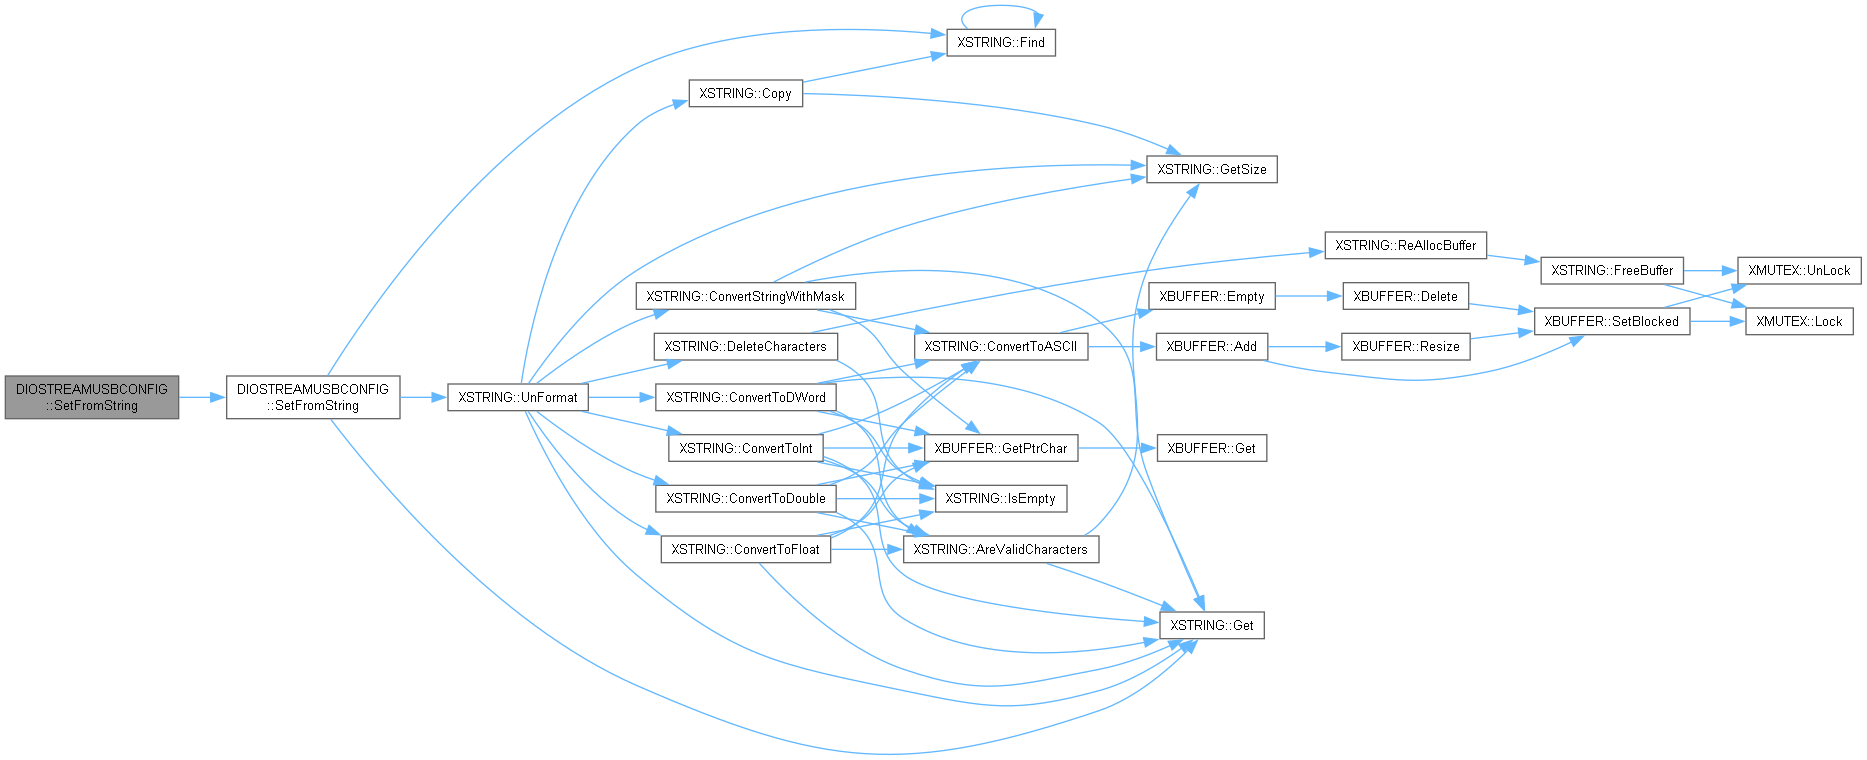 DIOSTREAMUSBCONFIG
::SetFromString
DIOSTREAMUSBCONFIG
::SetFromString
XSTRING::UnFormat
XSTRING::Copy
XSTRING::ConvertStringWithMask
XSTRING::DeleteCharacters
XSTRING::ConvertToDWord
XSTRING::ConvertToInt
XSTRING::ConvertToDouble
XSTRING::ConvertToFloat
XSTRING::Find
XSTRING::ConvertToASCII
XBUFFER::GetPtrChar
XSTRING::IsEmpty
XSTRING::AreValidCharacters
XSTRING::GetSize
XBUFFER::Empty
XBUFFER::Add
XBUFFER::Get
XSTRING::Get
XSTRING::ReAllocBuffer
XBUFFER::Delete
XBUFFER::Resize
XSTRING::FreeBuffer
XBUFFER::SetBlocked
XMUTEX::UnLock
XMUTEX::Lock